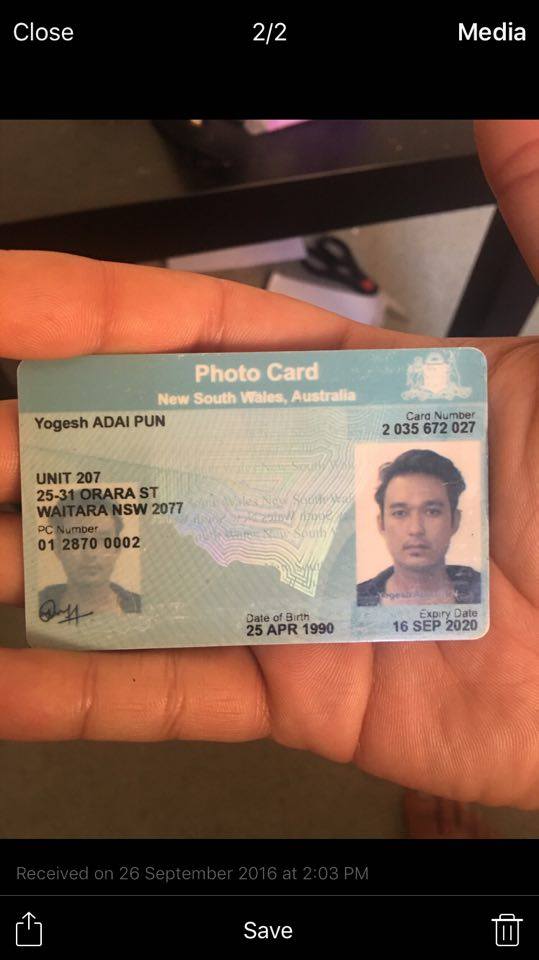 Close 2/2 Media
Photo Card
New South Wales, Australia
Yogesh ADAI PUN
Card Number
2 035 672 027
UNIT 207
25-31 ORARA ST
WAITARA NSW 2077
PC Number
01 2870 0002
Date of Birth
25 APR 1990
Expiry Date
16 SEP 2020
Received on 26 September 2016 at 2:03 PM
Save